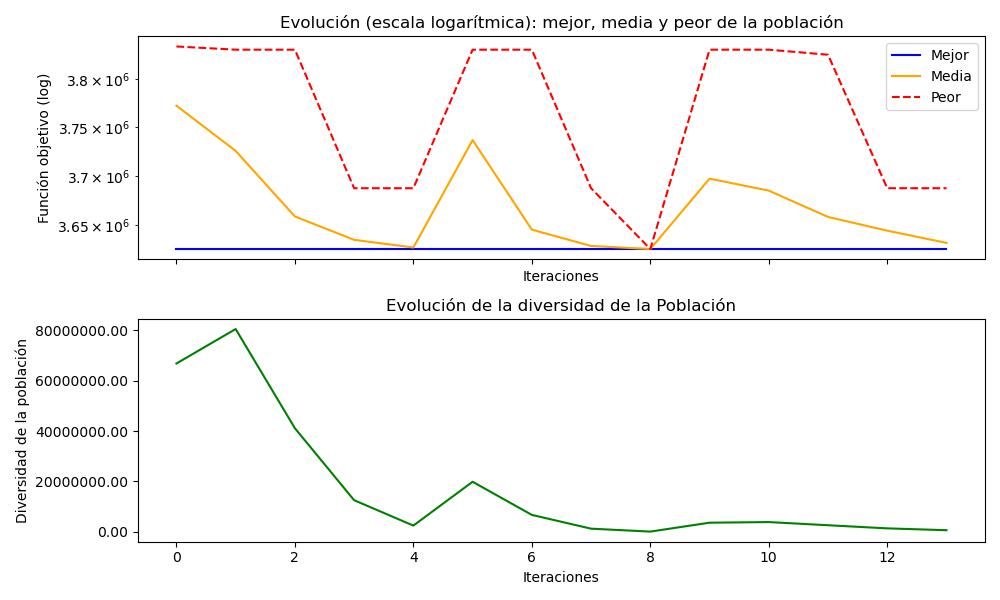 Evolución (escala logarítmica): mejor, media y peor de la población
Función objetivo (log)
3.8 × 10⁶
3.75 × 10⁶
3.7 × 10⁶
3.65 × 10⁶
Mejor
Media
Peor
Iteraciones
Evolución de la diversidad de la Población
Diversidad de la población
80000000.00
60000000.00
40000000.00
20000000.00
0.00
0 2 4 6 8 10 12
Iteraciones